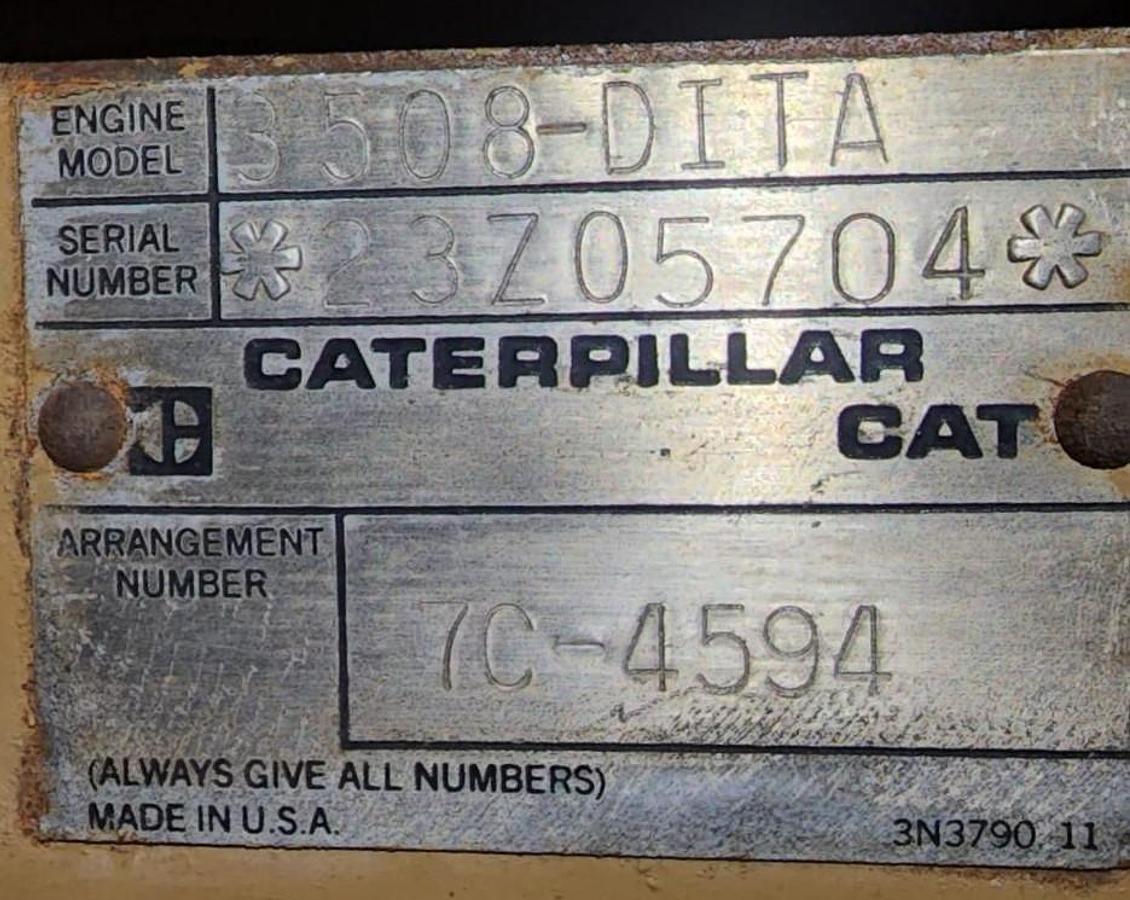 ENGINE MODEL 3508-DITA
SERIAL NUMBER *23Z05704*
CATERPILLAR
CAT
ARRANGEMENT NUMBER
7C-4594
(ALWAYS GIVE ALL NUMBERS)
MADE IN U.S.A.
3N3790 11